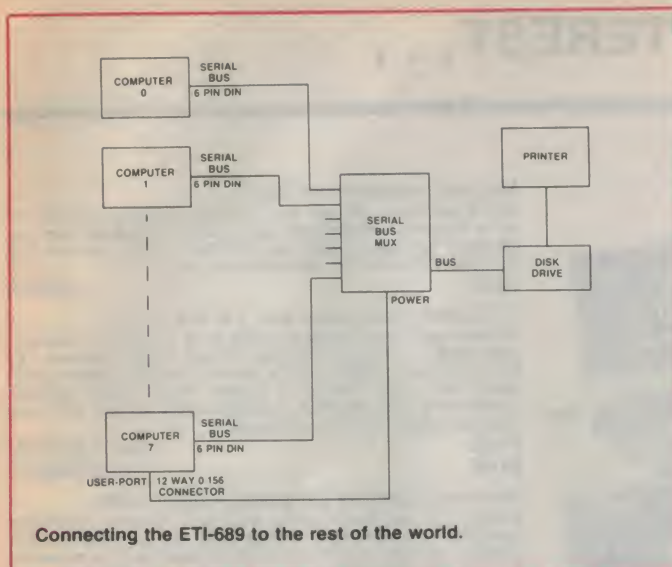 COMPUTER
0
SERIAL
BUS
6 PIN DIN
COMPUTER
1
SERIAL
BUS
6 PIN DIN
SERIAL
BUS
MUX
PRINTER
BUS
DISK
DRIVE
POWER
COMPUTER
7
SERIAL
BUS
6 PIN DIN
USER-PORT
12 WAY 0 156
CONNECTOR
Connecting the ETI-689 to the rest of the world.